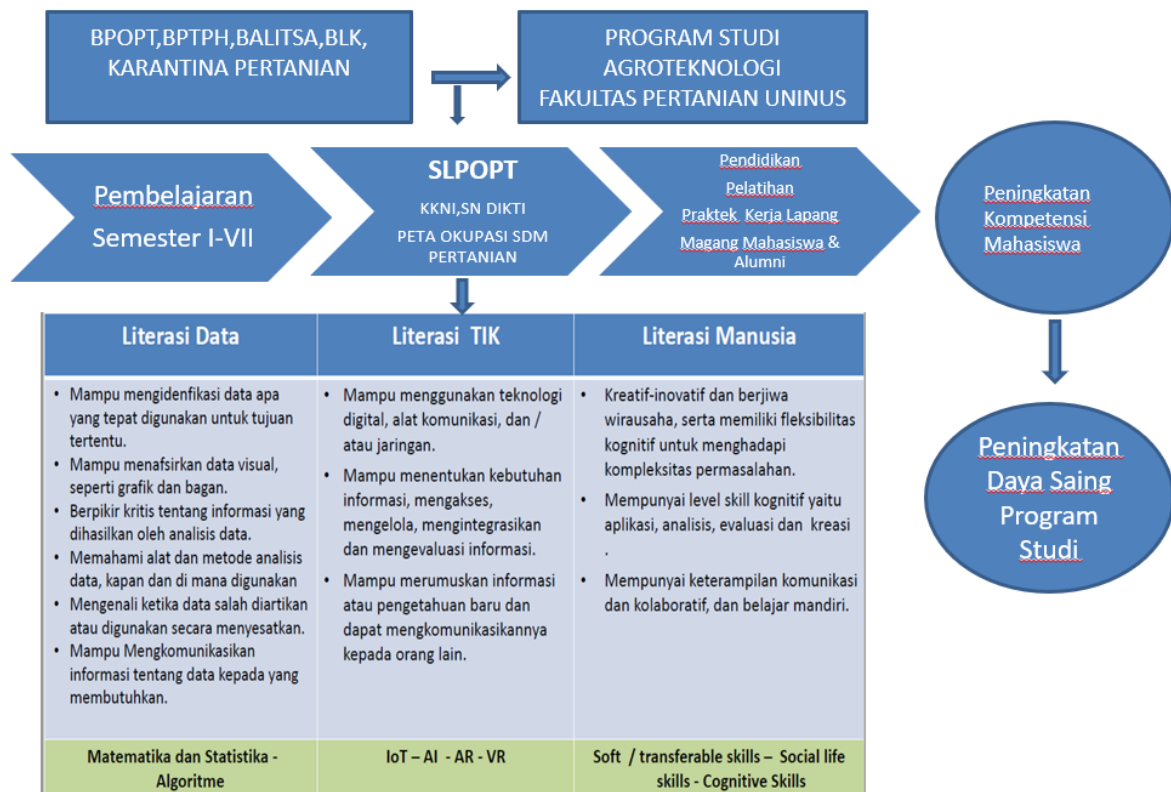 BPOPT,BPTPH,BALITSA,BLK,
KARANTINA PERTANIAN
PROGRAM STUDI
AGROTEKNOLOGI
FAKULTAS PERTANIAN UNINUS
Pembelajaran
Semester I-VII
SLPOPT
KKNI,SN DIKTI
PETA OKUPASI SDM
PERTANIAN
Pendidikan
Pelatihan
Praktek Kerja Lapang
Magang Mahasiswa &
Alumni
Peningkatan
Kompetensi
Mahasiswa
Peningkatan
Daya Saing
Program
Studi
Literasi Data
• Mampu mengidenfikasi data apa
yang tepat digunakan untuk tujuan
tertentu.
• Mampu menafsirkan data visual,
seperti grafik dan bagan.
• Berpikir kritis tentang informasi yang
dihasilkan oleh analisis data.
• Memahami alat dan metode analisis
data, kapan dan di mana digunakan
• Mengenali ketika data salah diartikan
atau digunakan secara menyesatkan.
• Mampu Mengkomunikasikan
informasi tentang data kepada yang
membutuhkan.
Matematika dan Statistika -
Algoritme
Literasi TIK
• Mampu menggunakan teknologi
digital, alat komunikasi, dan /
atau jaringan.
• Mampu menentukan kebutuhan
informasi, mengakses,
mengelola, mengintegrasikan
dan mengevaluasi informasi.
• Mampu merumuskan informasi
atau pengetahuan baru dan
dapat mengkomunikasikannya
kepada orang lain.
IoT – AI - AR - VR
Literasi Manusia
• Kreatif-inovatif dan berjiwa
wirausaha, serta memiliki fleksibilitas
kognitif untuk menghadapi
kompleksitas permasalahan.
• Mempunyai level skill kognitif yaitu
aplikasi, analisis, evaluasi dan kreasi
.
• Mempunyai keterampilan komunikasi
dan kolaboratif, dan belajar mandiri.
Soft / transferable skills – Social life
skills - Cognitive Skills